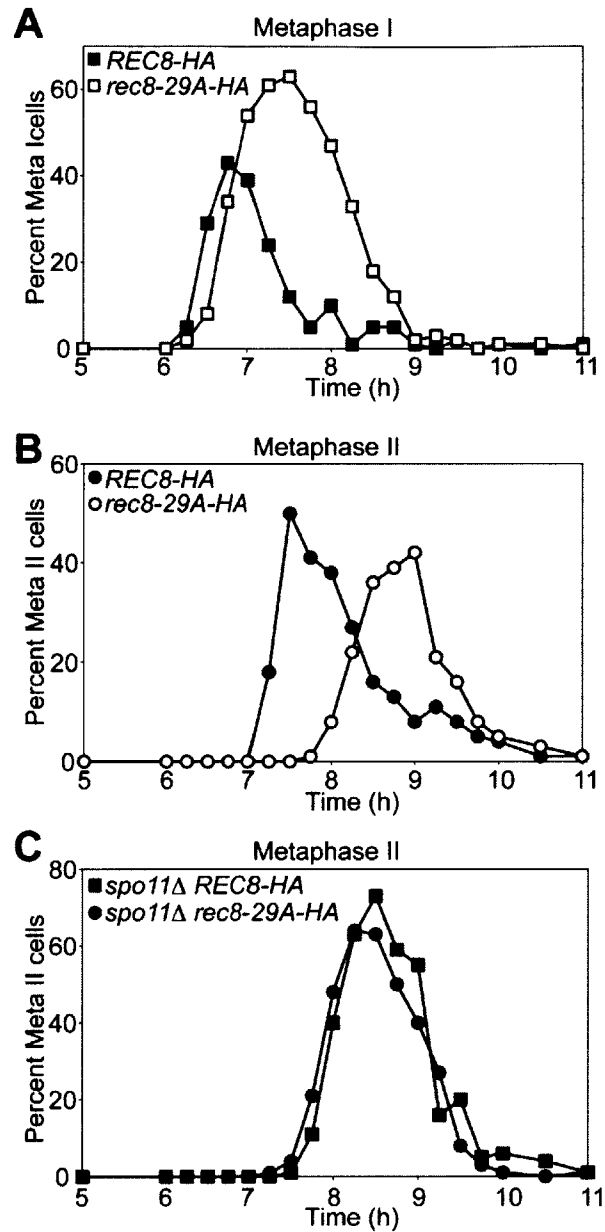 A
Metaphase I
REC8-HA
rec8-29A-HA
Percent Meta Icells
60
40
20
0
5 6 7 8 9 10 11
Time (h)
B
Metaphase II
REC8-HA
rec8-29A-HA
Percent Meta II cells
60
40
20
0
5 6 7 8 9 10 11
Time (h)
C
Metaphase II
spo11Δ REC8-HA
spo11Δ rec8-29A-HA
Percent Meta II cells
80
60
40
20
0
5 6 7 8 9 10 11
Time (h)